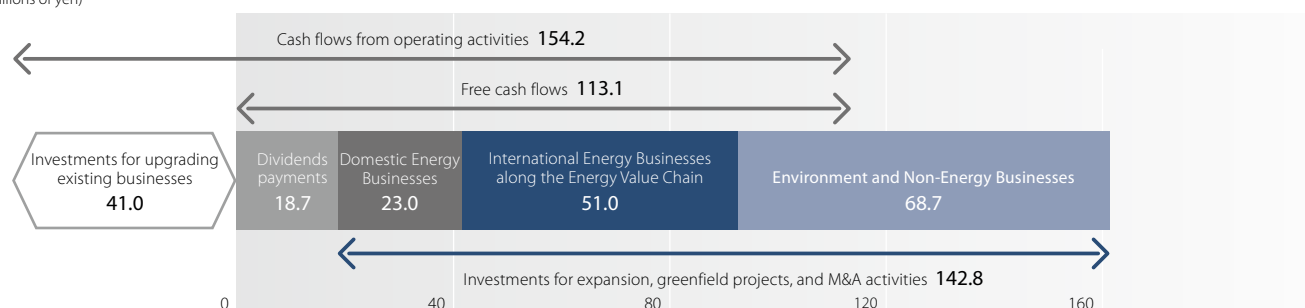 Cash flows from operating activities 154.2
Free cash flows 113.1
Investments for upgrading
existing businesses
41.0
Dividends
payments
18.7
Domestic Energy
Businesses
23.0
International Energy Businesses
along the Energy Value Chain
51.0
Environment and Non-Energy Businesses
68.7
Investments for expansion, greenfield projects, and M&A activities 142.8
0 40 80 120 160